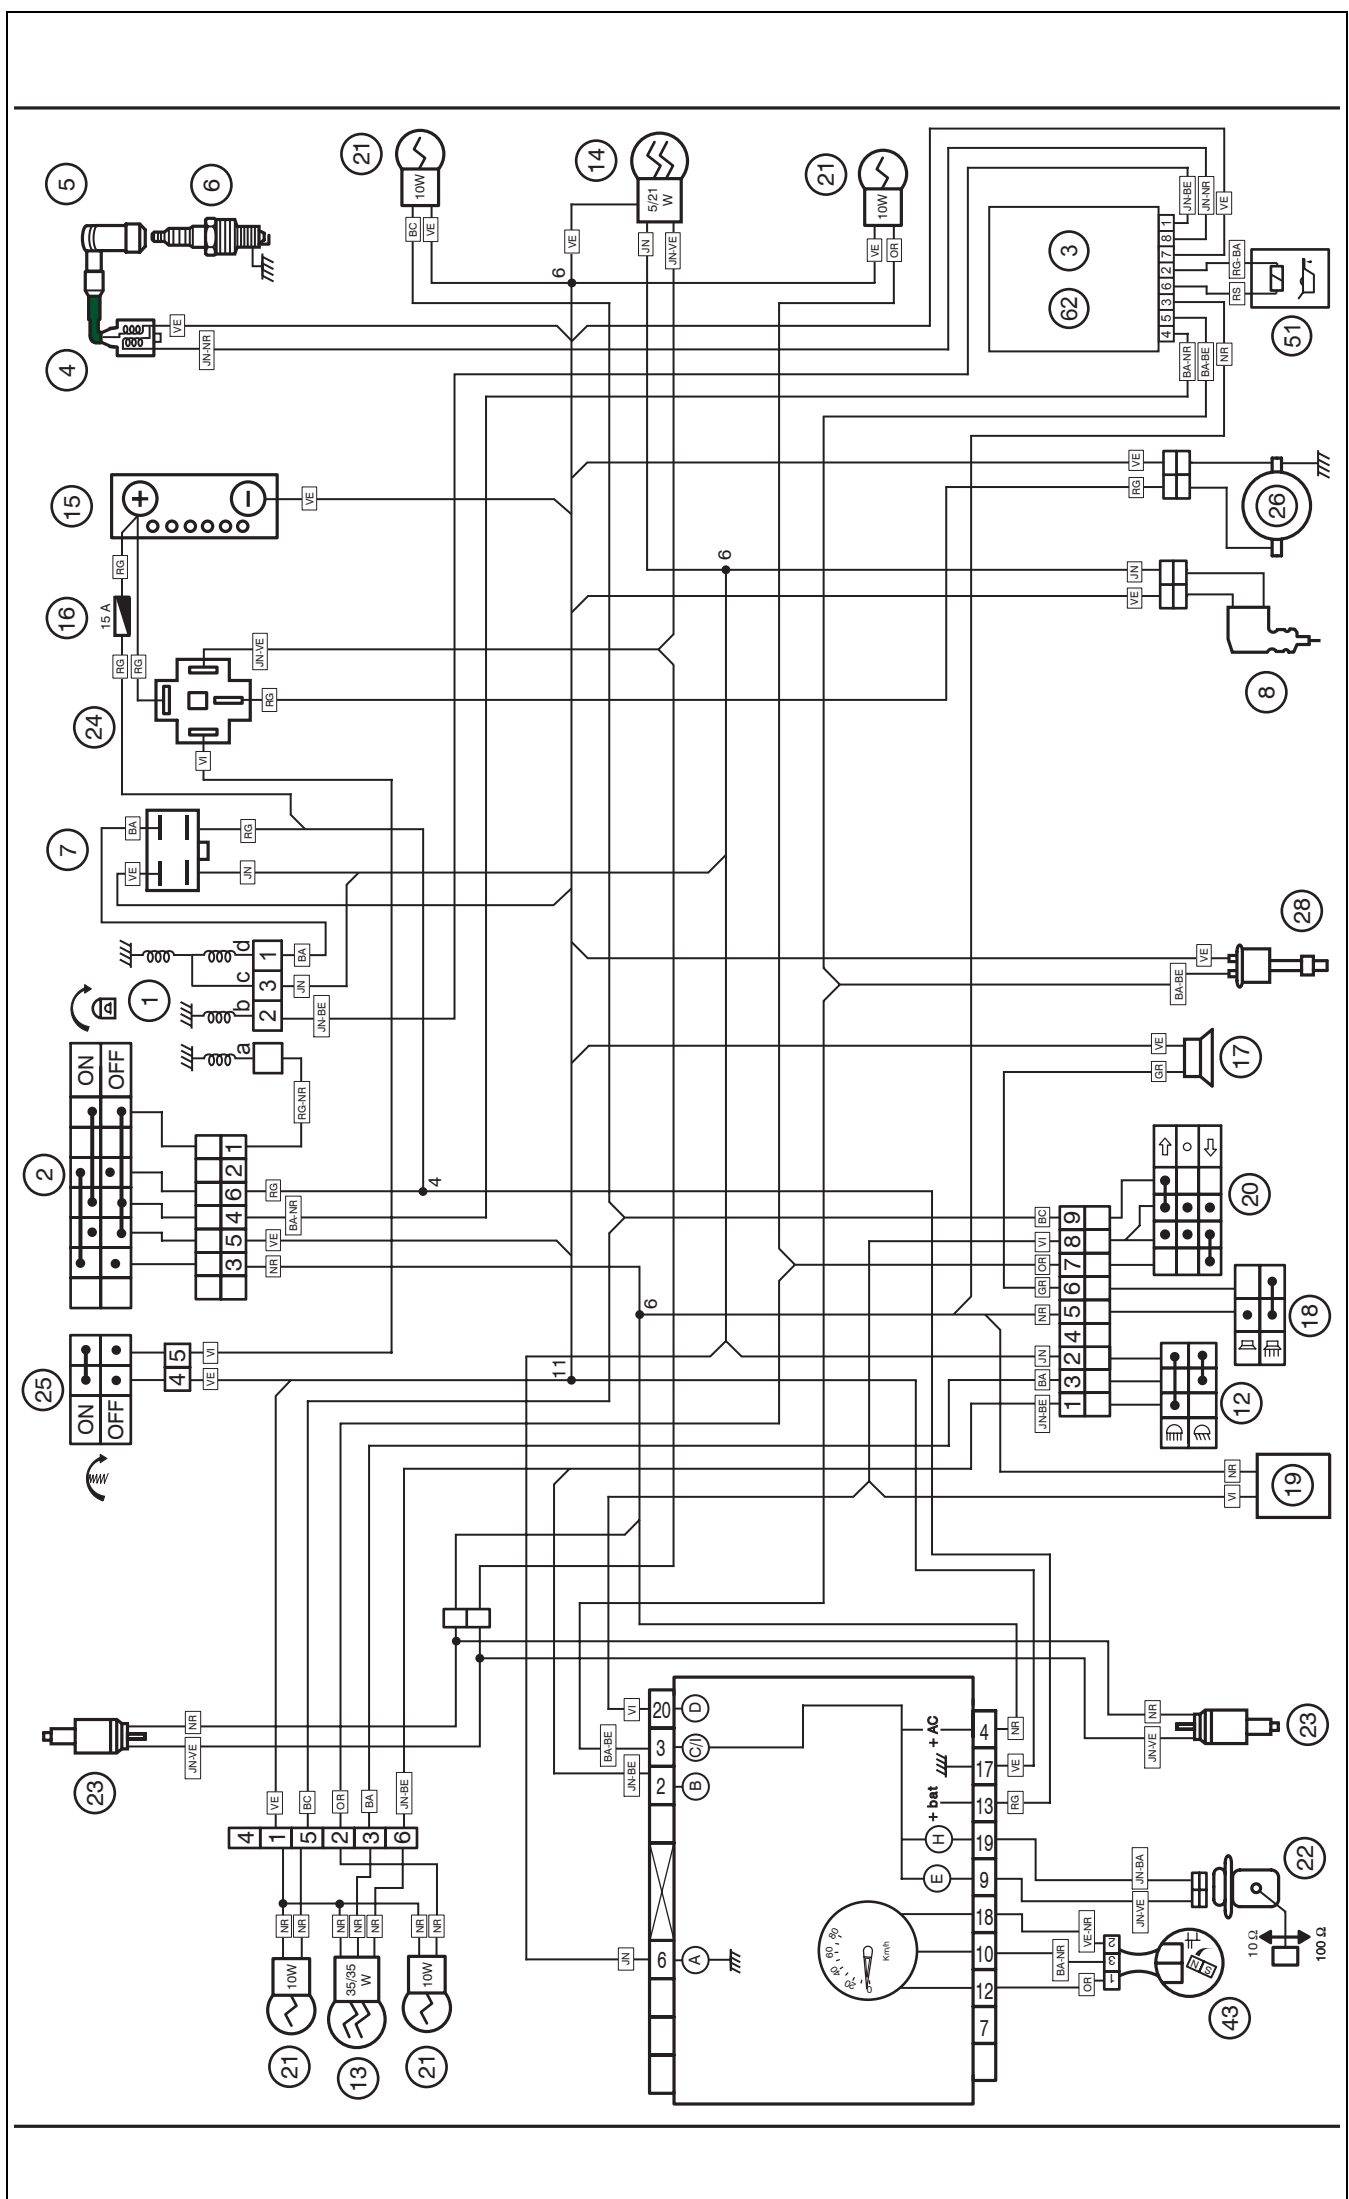 5
6
4
21
10W
BC
VE
14
5/21
W
VE
JN
JN-VE
21
10W
VE
OR
6
VE
JN-NR
3
62
1
8
7
2
6
3
5
4
JN-BE
JN-NR
VE
RG-BA
RS
BA-NR
BA-BE
NR
51
15
+
−
VE
RG
16
15 A
RG
RG
24
JN-VE
RG
VI
VE
RG
26
6
JN
VE
8
7
BA
VE
RG
JN
1
d
c
b
a
1
3
2
BA
JN
JN-BE
RG-NR
28
VE
BA-BE
17
VE
GR
2
ON
OFF
1
2
6
4
5
3
RG
BA-NR
VE
NR
4
25
ON
OFF
5
4
VI
VE
11
6
BC
VI
OR
GR
NR
JN
BA
JN-BE
9
8
7
6
5
4
2
3
1
20
18
12
19
NR
VI
23
NR
JN-VE
VE
BC
OR
BA
JN-BE
4
1
5
2
3
6
NR
NR
NR
NR
NR
NR
NR
10W
35/35
W
10W
21
13
21
VI
BA-BE
JN-BE
JN
20
3
2
6
D
C/I
B
A
+ AC
+ bat
H
E
4
17
13
19
9
18
10
12
7
NR
VE
RG
0
20
40
60
80
Km/h
JN-BA
JN-VE
VE-NR
BA-NR
OR
2
3
1
N
S
43
22
10 Ω
100 Ω
23
NR
JN-VE